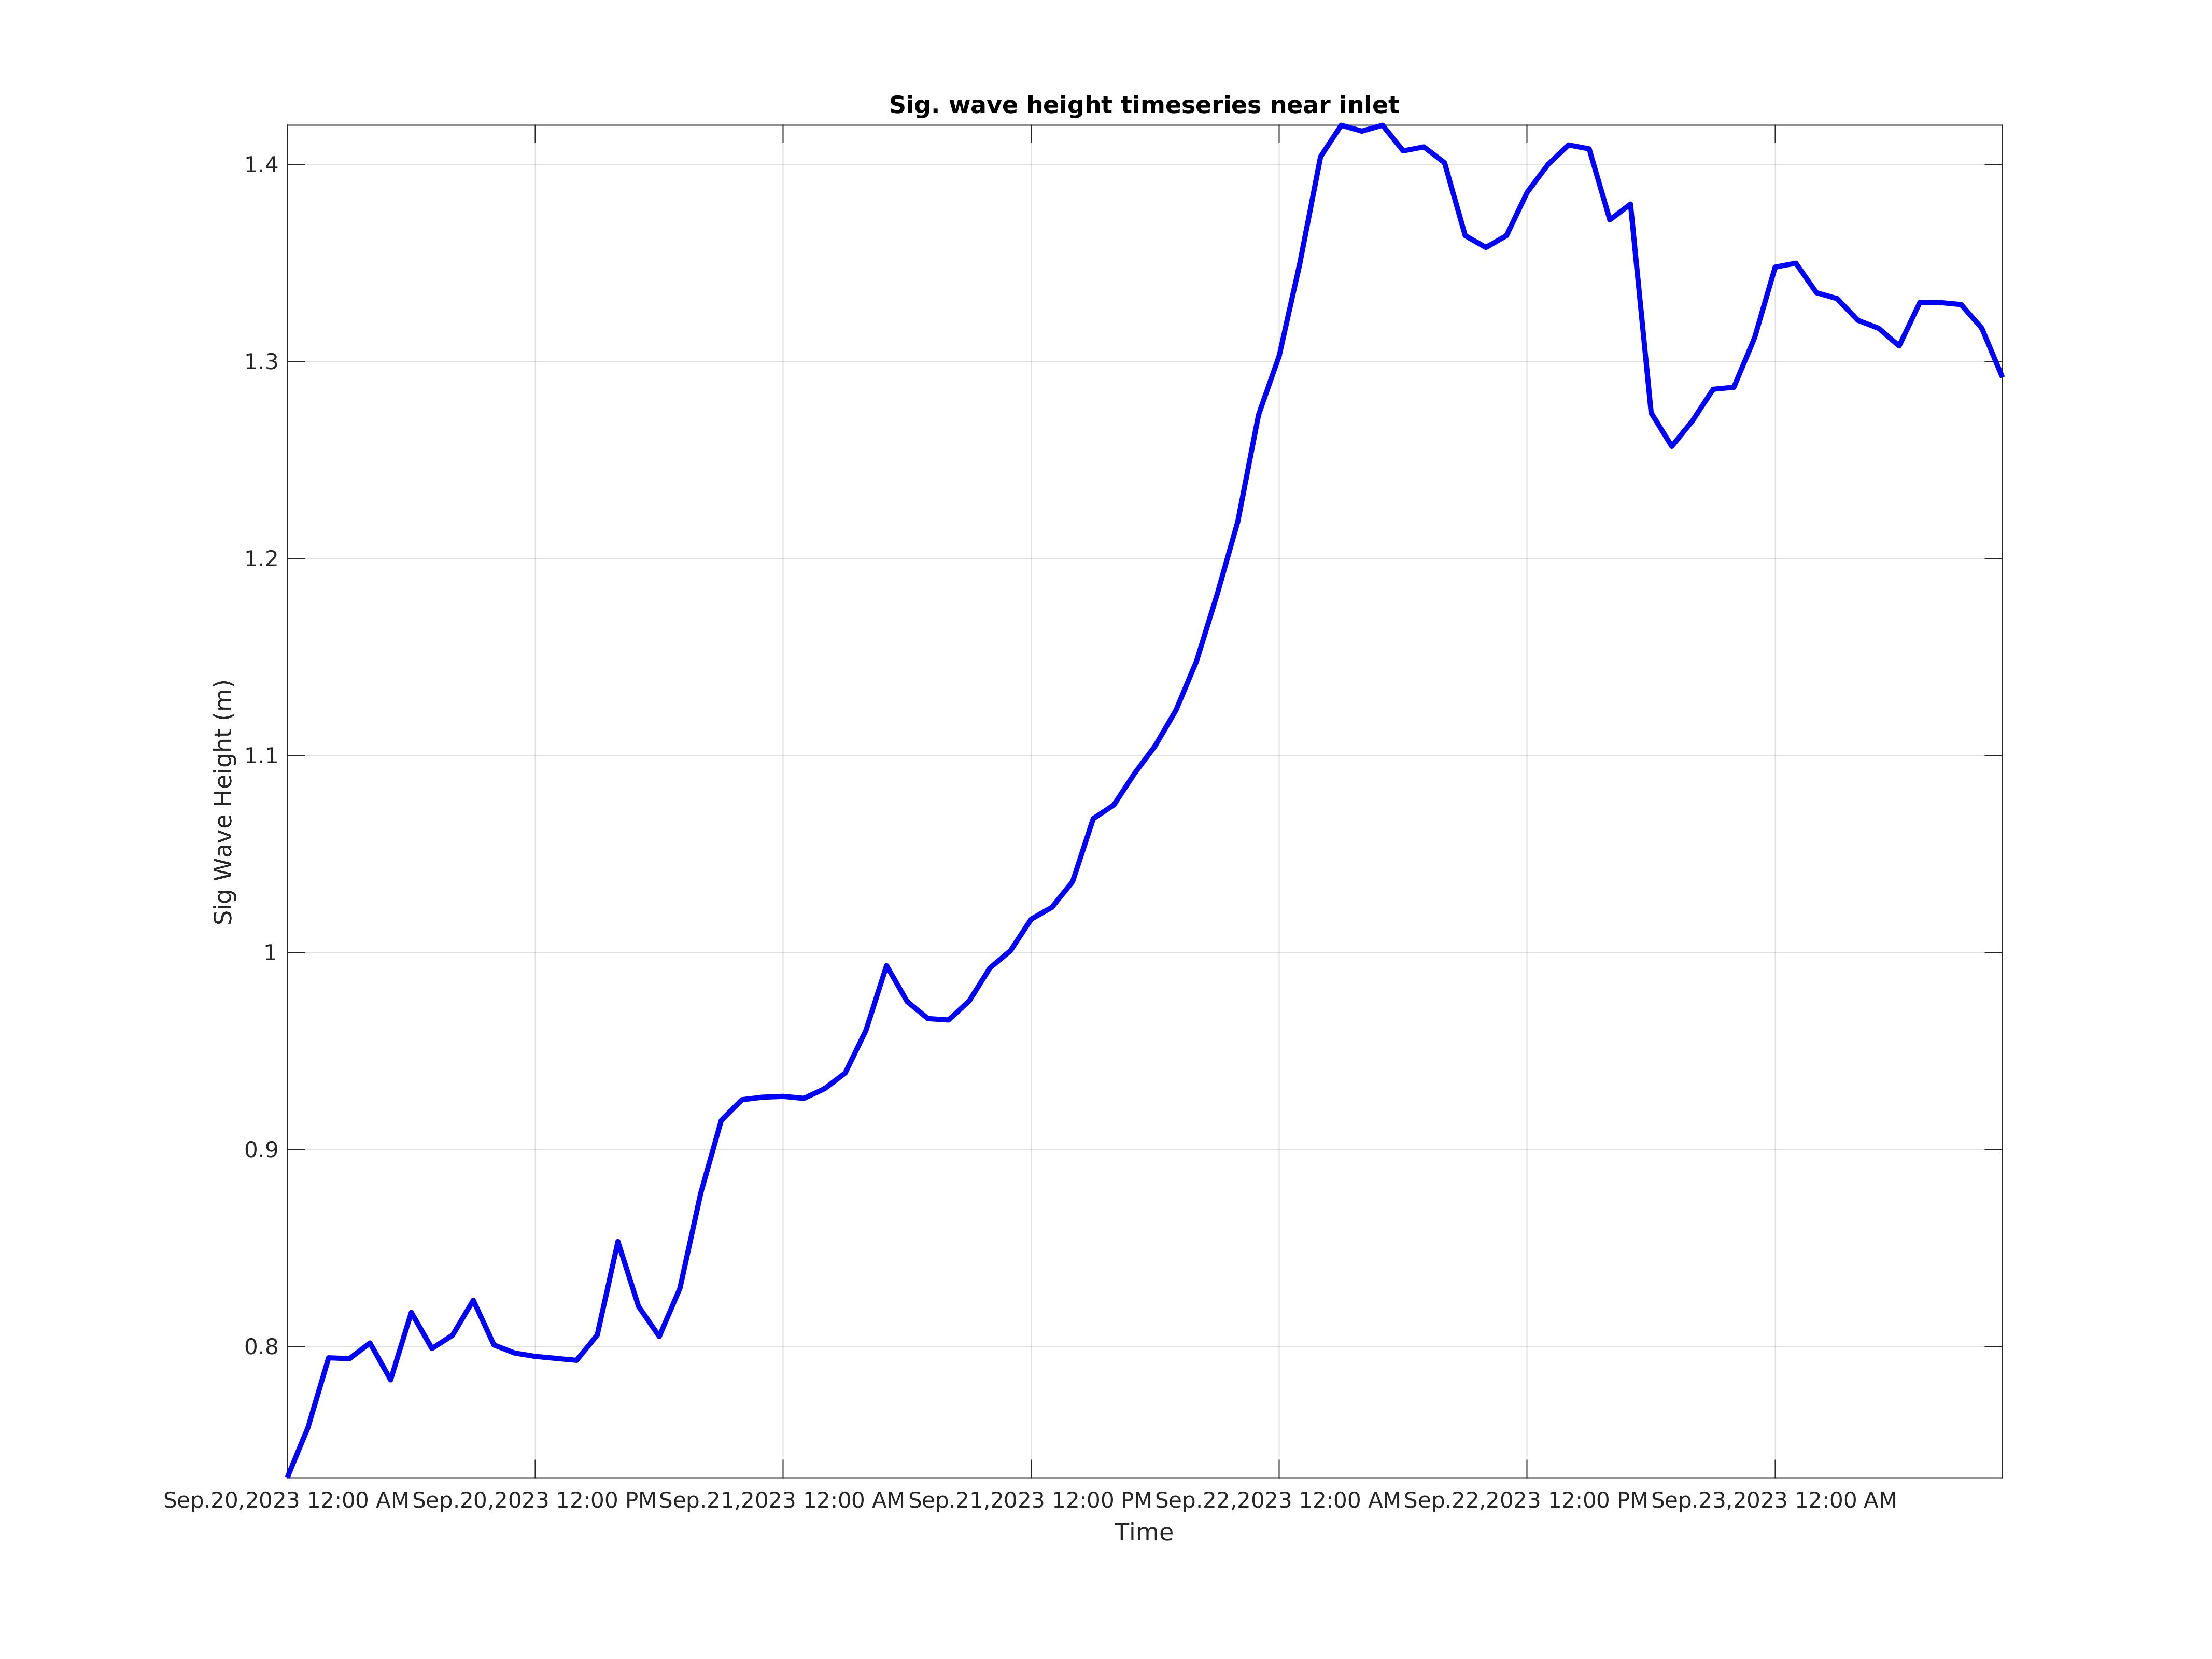 Sig. wave height timeseries near inlet
1.4
1.3
1.2
1.1
1
0.9
0.8
Sig Wave Height (m)
Sep.20,2023 12:00 AM Sep.20,2023 12:00 PM Sep.21,2023 12:00 AM Sep.21,2023 12:00 PM Sep.22,2023 12:00 AM Sep.22,2023 12:00 PM Sep.23,2023 12:00 AM
Time